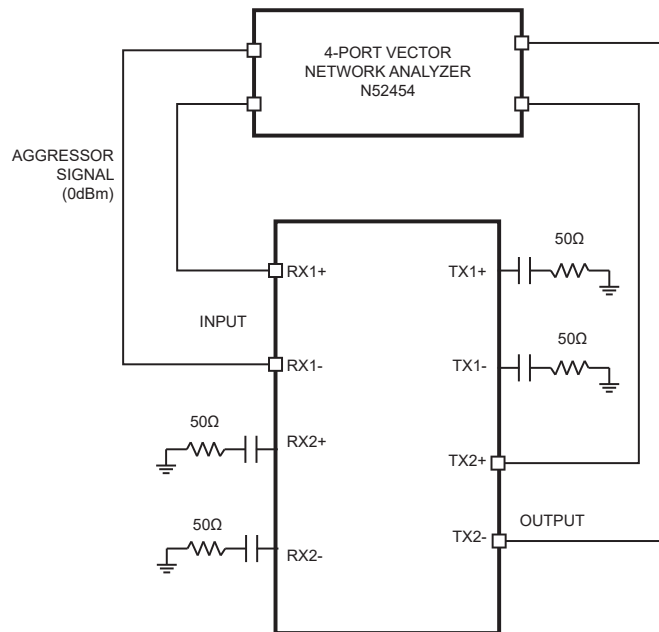 4-PORT VECTOR
NETWORK ANALYZER
N52454
AGGRESSOR
SIGNAL
(0dBm)
50Ω
RX1+
TX1+
INPUT
50Ω
RX1-
TX1-
50Ω
RX2+
TX2+
50Ω
OUTPUT
TX2-
RX2-